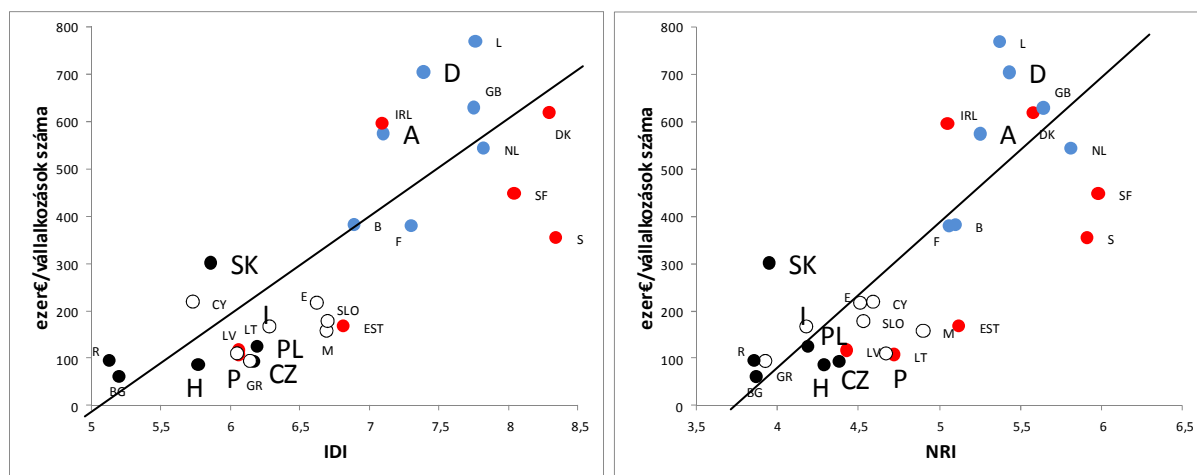 ezer€/vállalkozások száma
800
700
600
500
400
300
200
100
0
5
5,5
6
6,5
7
7,5
8
8,5
IDI
L
D
GB
IRL
A
DK
NL
SF
B
F
S
SK
CY
E
I
SLO
LV
LT
EST
PL
M
R
BG
H
P
GR
CZ
ezer€/vállalkozások száma
800
700
600
500
400
300
200
100
0
3,5
4
4,5
5
5,5
6
6,5
NRI
L
D
GB
IRL
A
DK
NL
SF
F
B
S
SK
E
CY
I
SLO
EST
PL
M
R
GR
LV
LT
BG
H
CZ
P